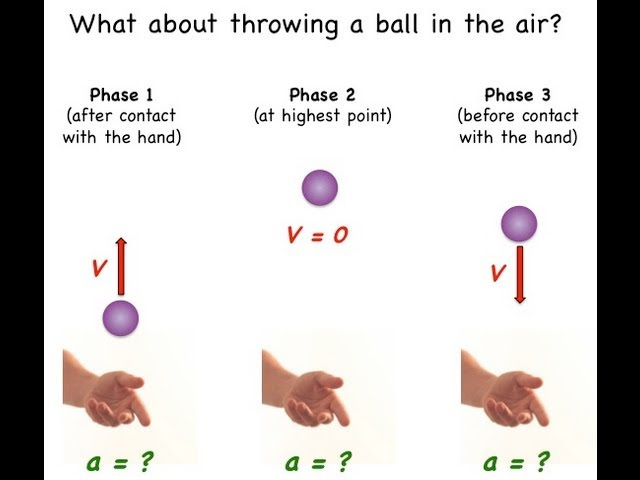 What about throwing a ball in the air?
Phase 1
(after contact
with the hand)
V
a = ?
Phase 2
(at highest point)
V = 0
a = ?
Phase 3
(before contact
with the hand)
V
a = ?